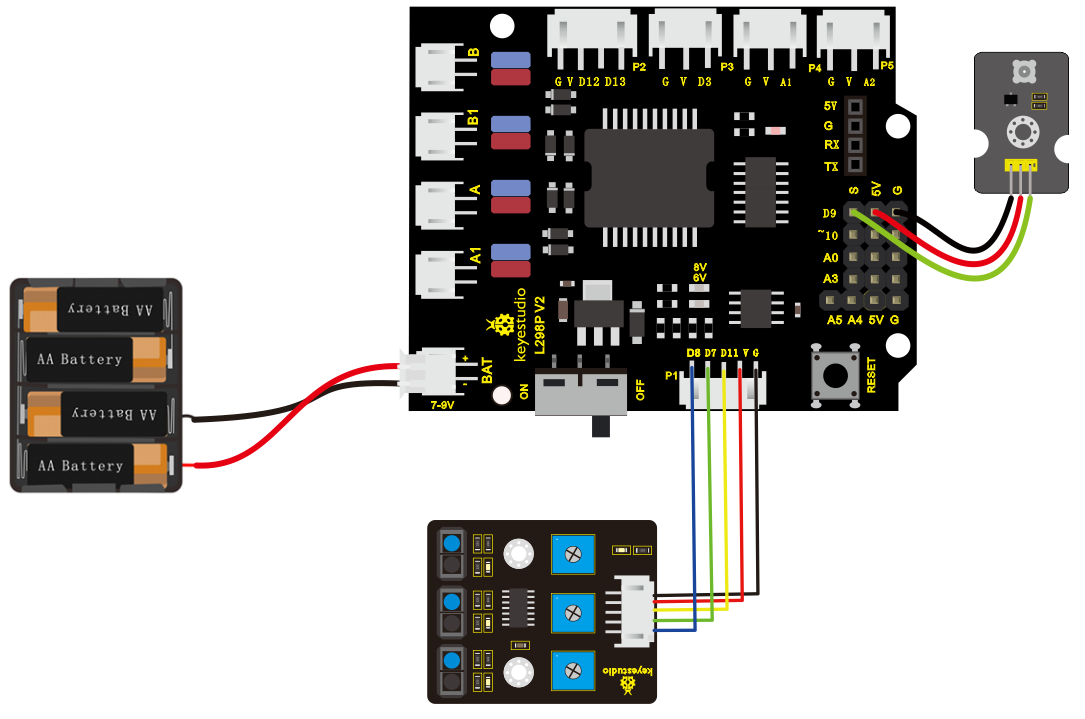 B
B1
A
A1
P2
P3
P4
P5
G V D12 D13
G V D3
G V A1
G V A2
5V
G
RX
TX
S 5V G
D9
~10
A0
A3
A5 A4 5V G
8V
6V
keyestudio
L298P V2
+
BAT
-
7-9V
ON
OFF
P1
D8 D7 D11 V G
RESET
AA Battery
AA Battery
AA Battery
AA Battery
keyestudio